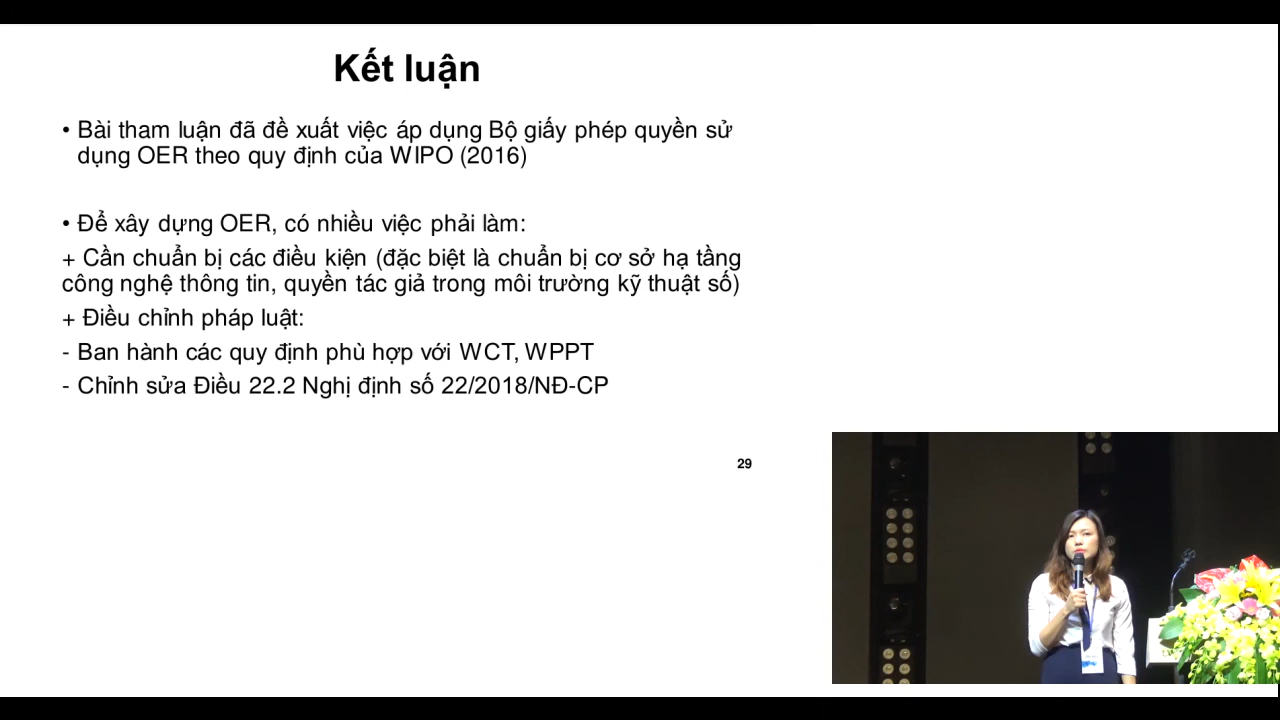 Kết luận
• Bài tham luận đã đề xuất việc áp dụng Bộ giấy phép quyền sử
dụng OER theo quy định của WIPO (2016)
• Để xây dựng OER, có nhiều việc phải làm:
+ Cần chuẩn bị các điều kiện (đặc biệt là chuẩn bị cơ sở hạ tầng
công nghệ thông tin, quyền tác giả trong môi trường kỹ thuật số)
+ Điều chỉnh pháp luật:
- Ban hành các quy định phù hợp với WCT, WPPT
- Chỉnh sửa Điều 22.2 Nghị định số 22/2018/NĐ-CP
29